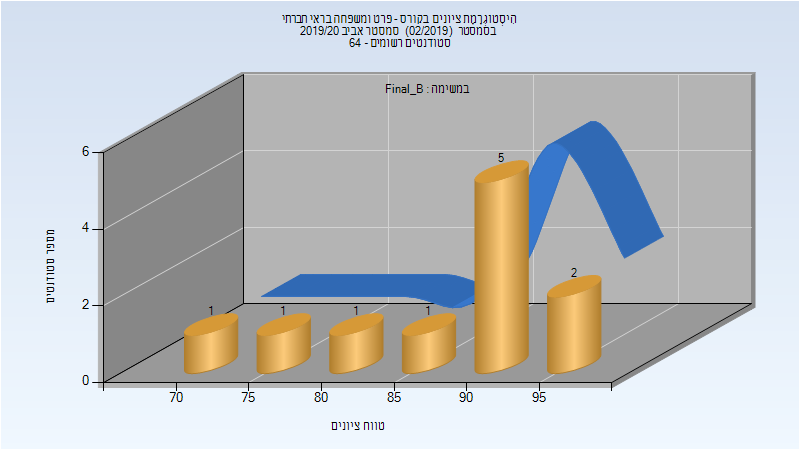 היסטוגרמת ציונים בקורס - פרט ומשפחה בראי חברתי
בסמסטר (02/2019) סמסטר אביב 2019/20
סטודנטים רשומים - 64
במשימה : Final_B
6
4
2
0
מספר סטודנטים
1
1
1
1
5
2
70
75
80
85
90
95
טווח ציונים